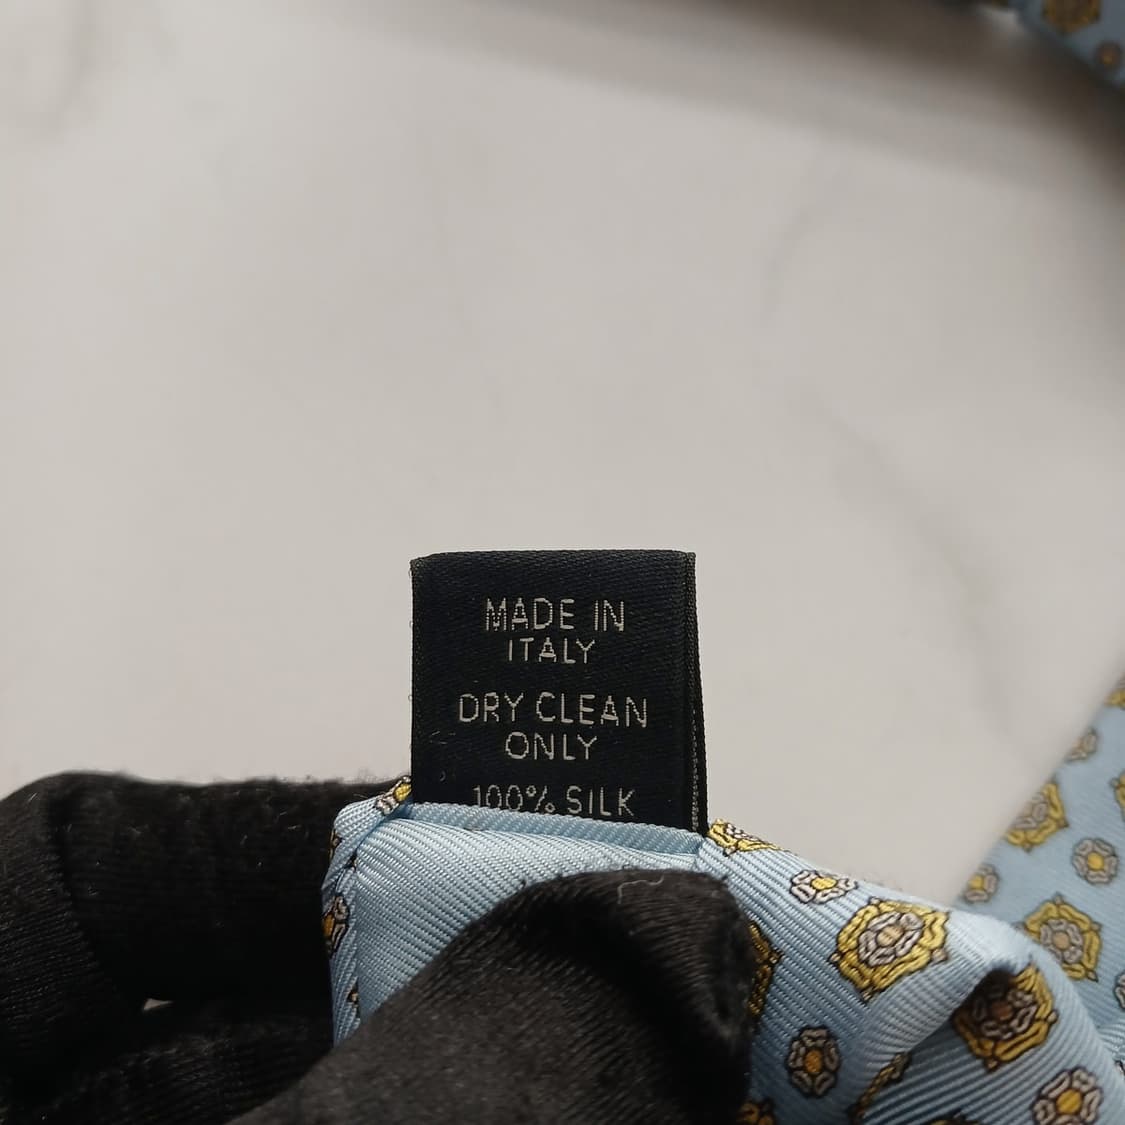 MADE IN
ITALY
DRY CLEAN
ONLY
100% SILK